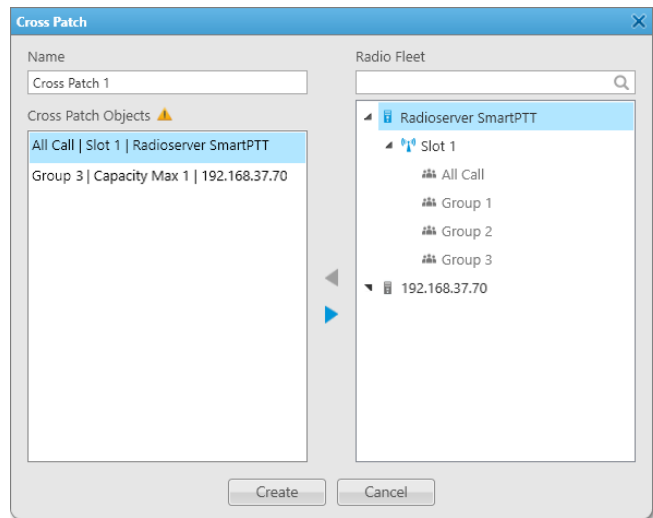 Cross Patch
Name
Cross Patch 1
Cross Patch Objects
All Call | Slot 1 | Radioserver SmartPTT
Group 3 | Capacity Max 1 | 192.168.37.70
Radio Fleet
Radioserver SmartPTT
Slot 1
All Call
Group 1
Group 2
Group 3
192.168.37.70
Create
Cancel